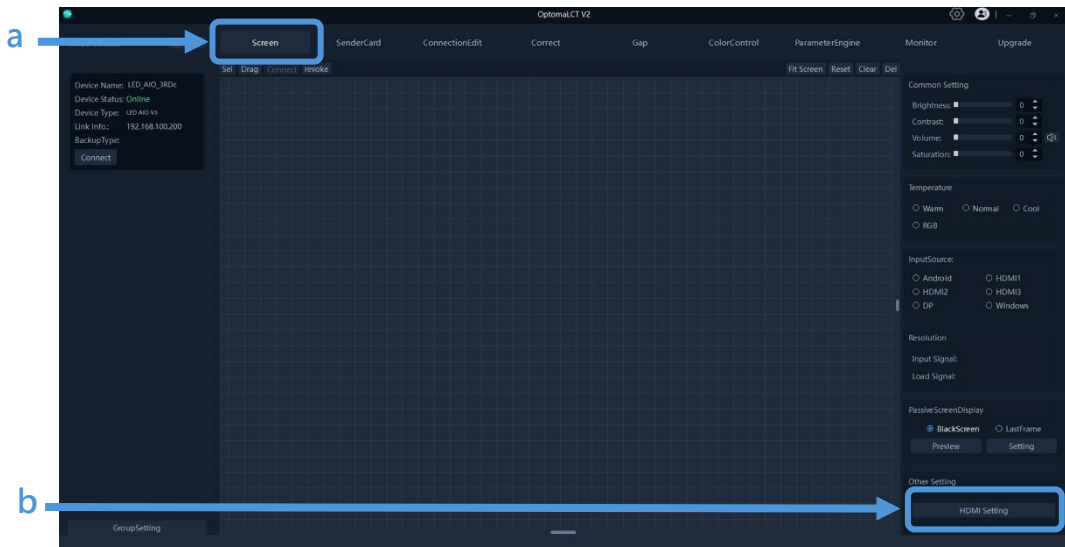 OptomaLCT V2
a
Screen SenderCard ConnectionEdit Correct Gap ColorControl ParameterEngine Monitor Upgrade
Sel Drag Connect revoke Fit Screen Reset Clear Del
Device Name: LED_AIO_3RDc
Device Status: Online
Device Type: LED AIO V3
Link Info.: 192.168.100.200
BackupType:
Connect
Common Setting
Brightness: 0
Contrast: 0
Volume: 0
Saturation: 0
Temperature
Warm Normal Cool
RGB
InputSource:
Android HDMI1
HDMI2 HDMI3
DP Windows
Resolution
Input Signal:
Load Signal:
PassiveScreenDisplay
BlackScreen LastFrame
Preview Setting
Other Setting
b
HDMI Setting
GroupSetting